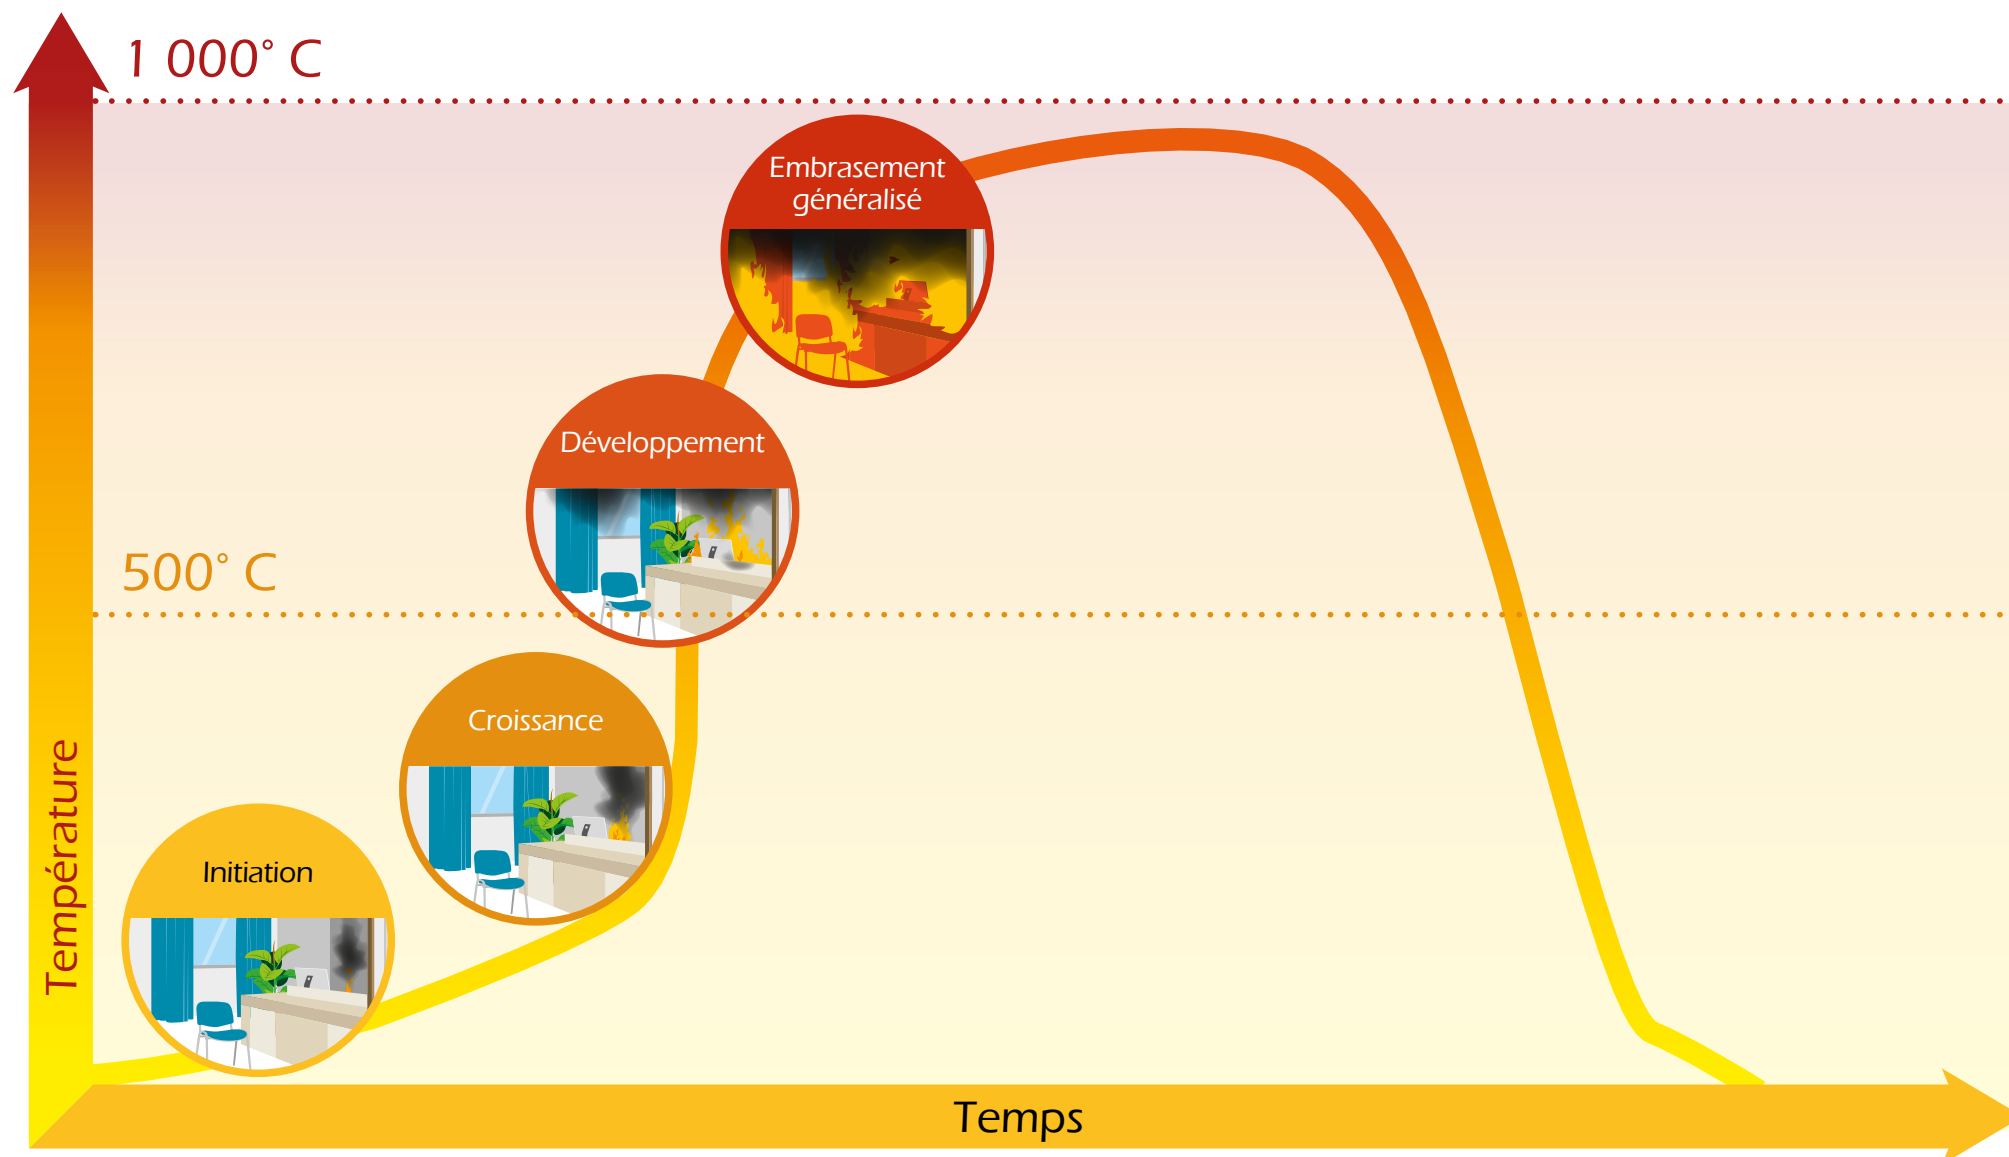 1 000° C
Embrasement
généralisé
Développement
500° C
Croissance
Initiation
Température
Temps